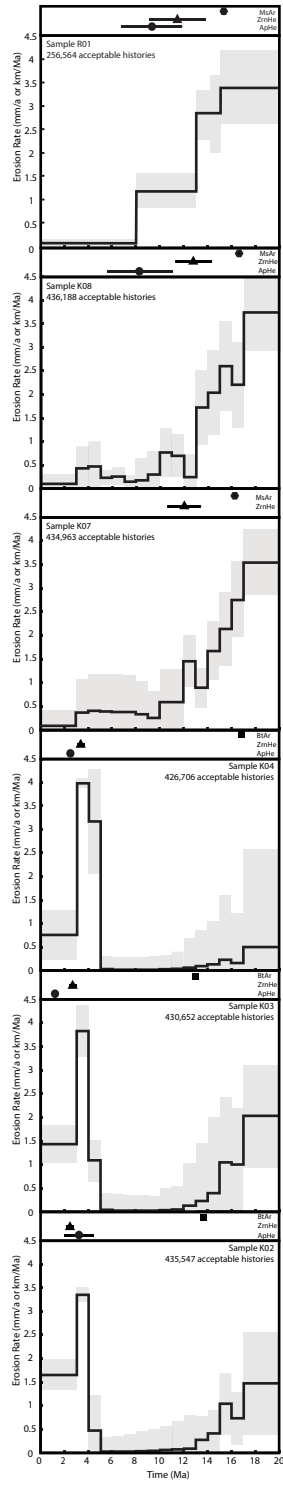 MsAr
ZrnHe
ApHe
4.5
Sample R01
256,564 acceptable histories
4
3.5
3
2.5
2
1.5
1
0.5
0
Erosion Rate (mm/a or km/Ma)
MsAr
ZrnHe
ApHe
4.5
Sample K08
436,188 acceptable histories
4
3.5
3
2.5
2
1.5
1
0.5
0
Erosion Rate (mm/a or km/Ma)
MsAr
ZrnHe
4.5
Sample K07
434,963 acceptable histories
4
3.5
3
2.5
2
1.5
1
0.5
0
Erosion Rate (mm/a or km/Ma)
BtAr
ZrnHe
ApHe
4.5
Sample K04
426,706 acceptable histories
4
3.5
3
2.5
2
1.5
1
0.5
0
Erosion Rate (mm/a or km/Ma)
BtAr
ZrnHe
ApHe
4.5
Sample K03
430,652 acceptable histories
4
3.5
3
2.5
2
1.5
1
0.5
0
Erosion Rate (mm/a or km/Ma)
BtAr
ZrnHe
ApHe
4.5
Sample K02
435,547 acceptable histories
4
3.5
3
2.5
2
1.5
1
0.5
0
Erosion Rate (mm/a or km/Ma)
0 2 4 6 8 10 12 14 16 18 20
Time (Ma)